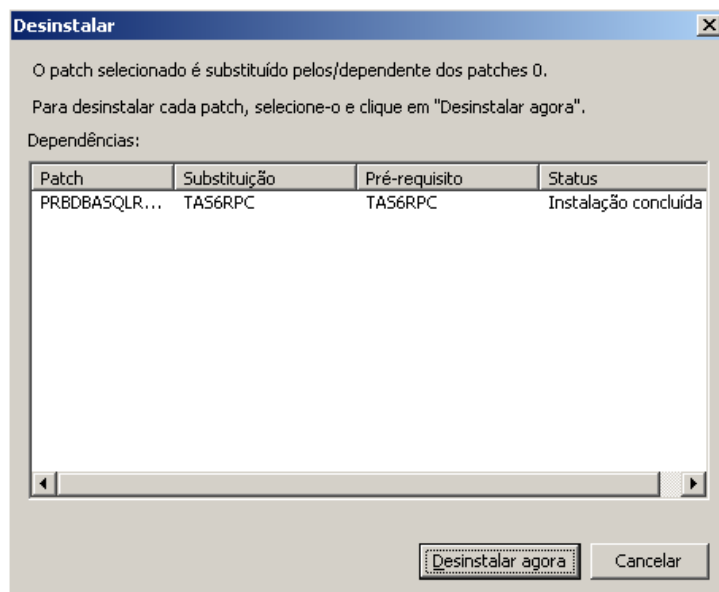 Desinstalar
O patch selecionado é substituído pelos/dependente dos patches 0.
Para desinstalar cada patch, selecione-o e clique em "Desinstalar agora".
Dependências:
Patch Substituição Pré-requisito Status
PRBDBASQLR... TAS6RPC TAS6RPC Instalação concluída
Desinstalar agora Cancelar